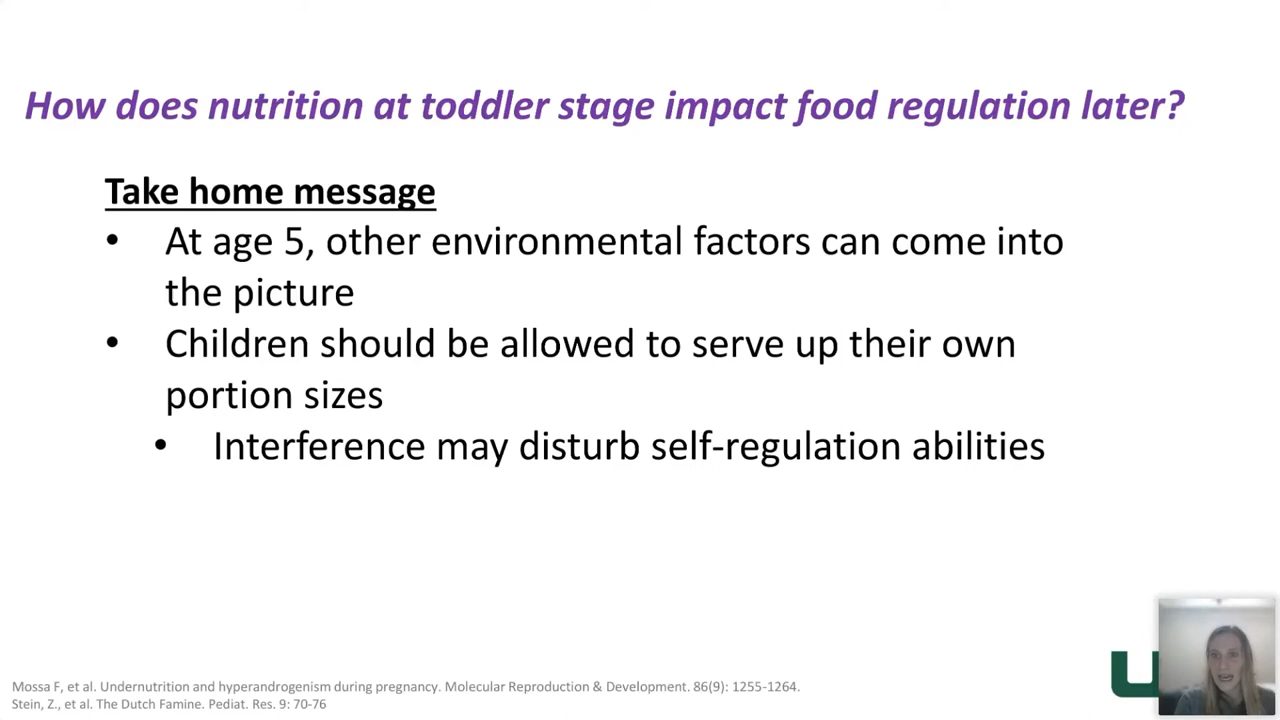 How does nutrition at toddler stage impact food regulation later?
Take home message
• At age 5, other environmental factors can come into
the picture
• Children should be allowed to serve up their own
portion sizes
• Interference may disturb self-regulation abilities
Mossa F, et al. Undernutrition and hyperandrogenism during pregnancy. Molecular Reproduction & Development. 86(9): 1255-1264.
Stein, Z., et al. The Dutch Famine. Pediat. Res. 9: 70-76